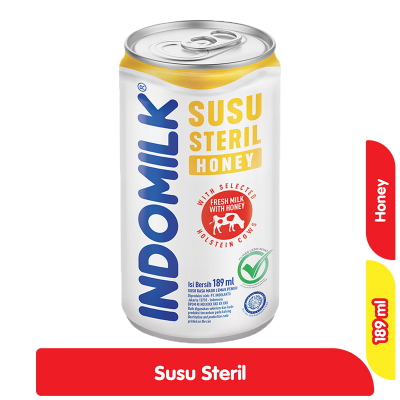 INDOMILK
SUSU
STERIL
HONEY
WITH SELECTED
FRESH MILK
WITH HONEY
HOLSTEIN COWS
Isi Bersih 189 ml
Honey
189 ml
Susu Steril